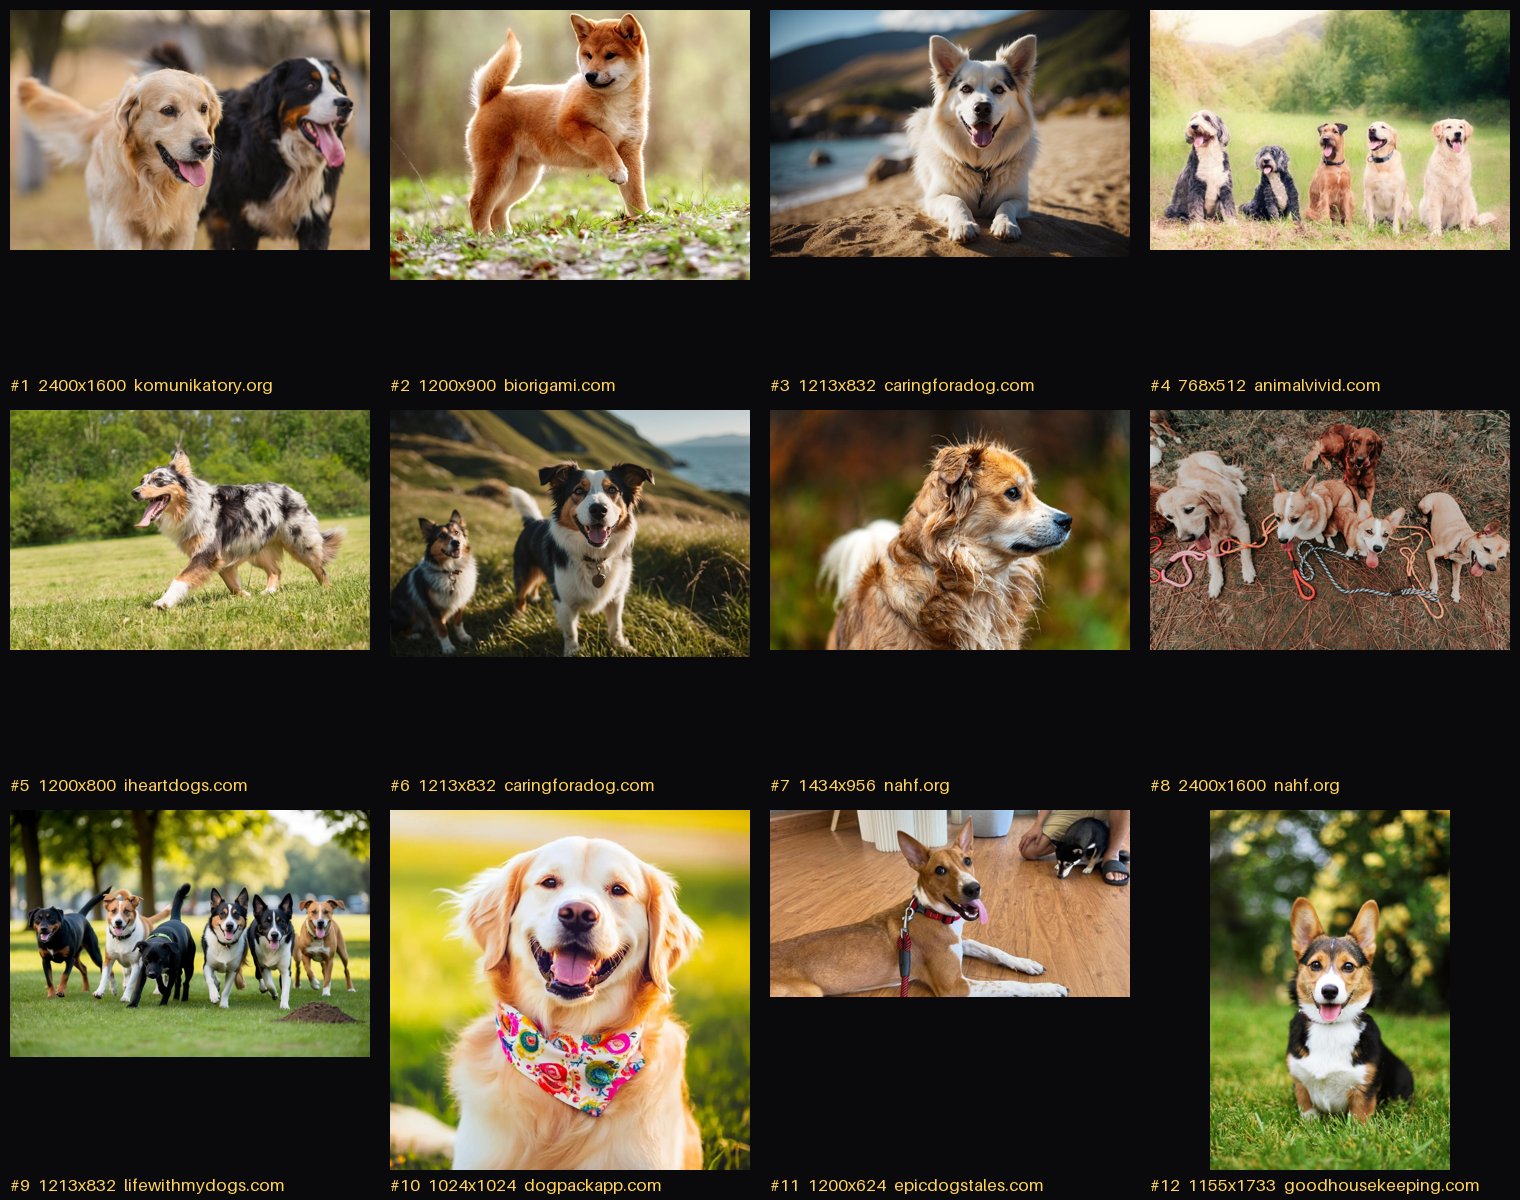 #1 2400x1600 komunikatory.org
#2 1200x900 biorigami.com
#3 1213x832 caringforadog.com
#4 768x512 animalvivid.com
#5 1200x800 iheartdogs.com
#6 1213x832 caringforadog.com
#7 1434x956 nahf.org
#8 2400x1600 nahf.org
#9 1213x832 lifewithmydogs.com
#10 1024x1024 dogpackapp.com
#11 1200x624 epicdogstales.com
#12 1155x1733 goodhousekeeping.com